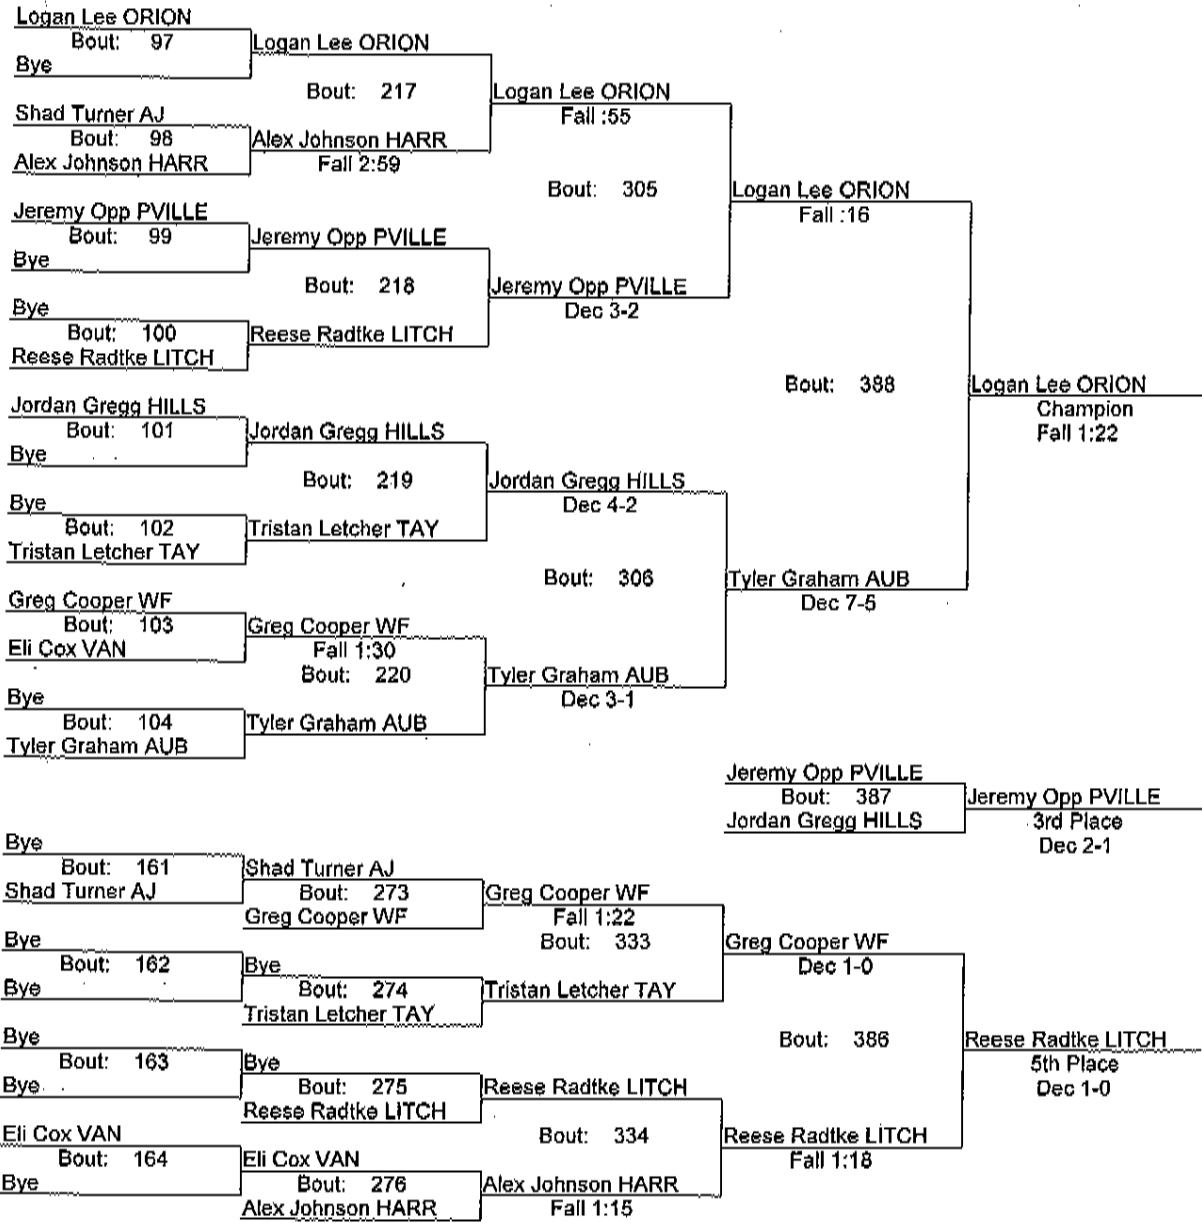 Logan Lee ORION
Bout: 97
Logan Lee ORION
Bye
Bout: 217
Logan Lee ORION
Fall :55
Shad Turner AJ
Bout: 98
Alex Johnson HARR
Alex Johnson HARR
Fall 2:59
Bout: 305
Logan Lee ORION
Fall :16
Jeremy Opp PVILLE
Bout: 99
Jeremy Opp PVILLE
Bye
Bout: 218
Jeremy Opp PVILLE
Dec 3-2
Bye
Bout: 100
Reese Radtke LITCH
Reese Radtke LITCH
Bout: 388
Logan Lee ORION
Champion
Fall 1:22
Jordan Gregg HILLS
Bout: 101
Jordan Gregg HILLS
Bye
Bout: 219
Jordan Gregg HILLS
Dec 4-2
Bye
Bout: 102
Tristan Letcher TAY
Tristan Letcher TAY
Bout: 306
Tyler Graham AUB
Dec 7-5
Greg Cooper WF
Bout: 103
Greg Cooper WF
Eli Cox VAN
Fall 1:30
Bout: 220
Tyler Graham AUB
Dec 3-1
Bye
Bout: 104
Tyler Graham AUB
Tyler Graham AUB
Jeremy Opp PVILLE
Bout: 387
Jeremy Opp PVILLE
Jordan Gregg HILLS
3rd Place
Dec 2-1
Bye
Bout: 161
Shad Turner AJ
Shad Turner AJ
Bout: 273
Greg Cooper WF
Greg Cooper WF
Fall 1:22
Bye
Bout: 333
Greg Cooper WF
Bout: 162
Bye
Dec 1-0
Bye
Bout: 274
Tristan Letcher TAY
Tristan Letcher TAY
Bye
Bout: 386
Reese Radtke LITCH
5th Place
Dec 1-0
Bout: 163
Bye
Bye
Bout: 275
Reese Radtke LITCH
Reese Radtke LITCH
Eli Cox VAN
Bout: 334
Reese Radtke LITCH
Fall 1:18
Bout: 164
Eli Cox VAN
Bye
Bout: 276
Alex Johnson HARR
Alex Johnson HARR
Fall 1:15